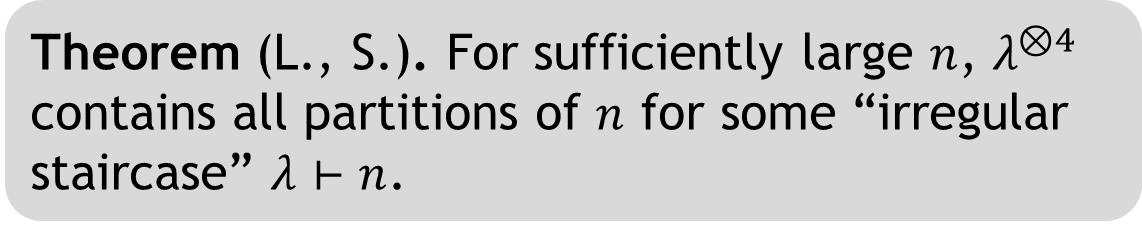 Theorem (L., S.). For sufficiently large n, λ^⊗4
contains all partitions of n for some “irregular
staircase” λ ⊢ n.